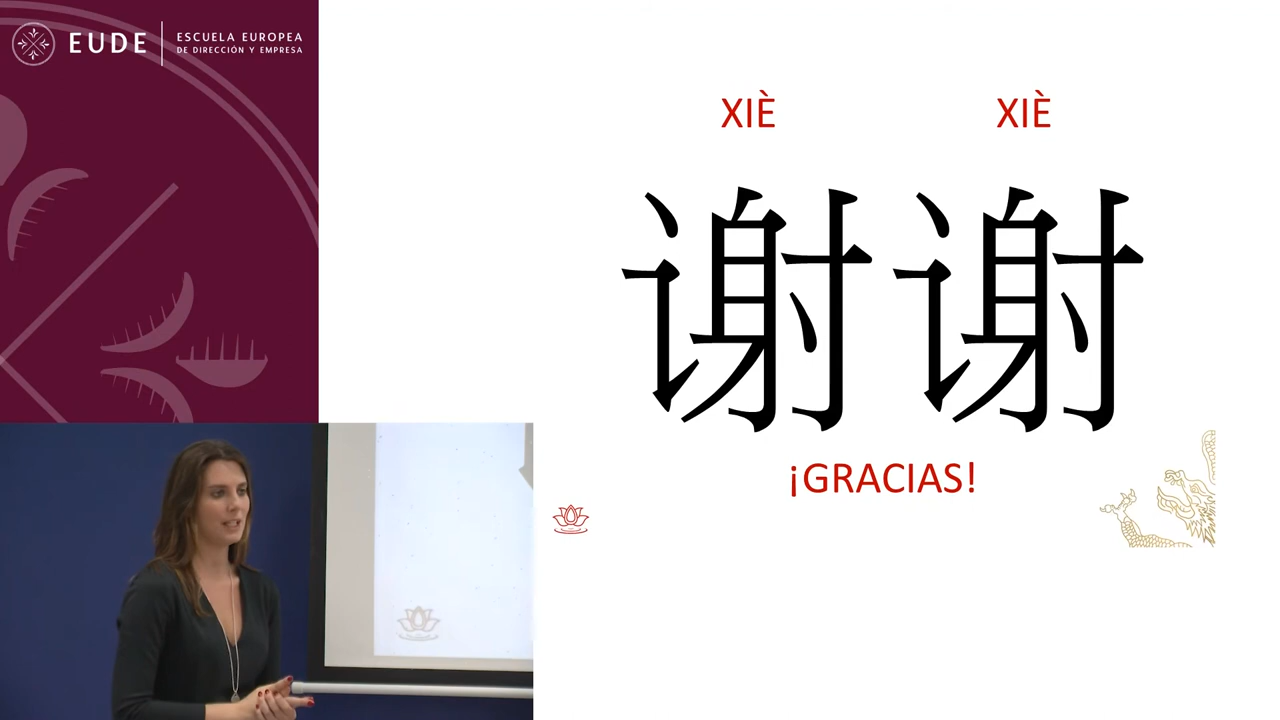 EUDE
ESCUELA EUROPEA
DE DIRECCIÓN Y EMPRESA
XIÈ XIÈ
谢谢
¡GRACIAS!